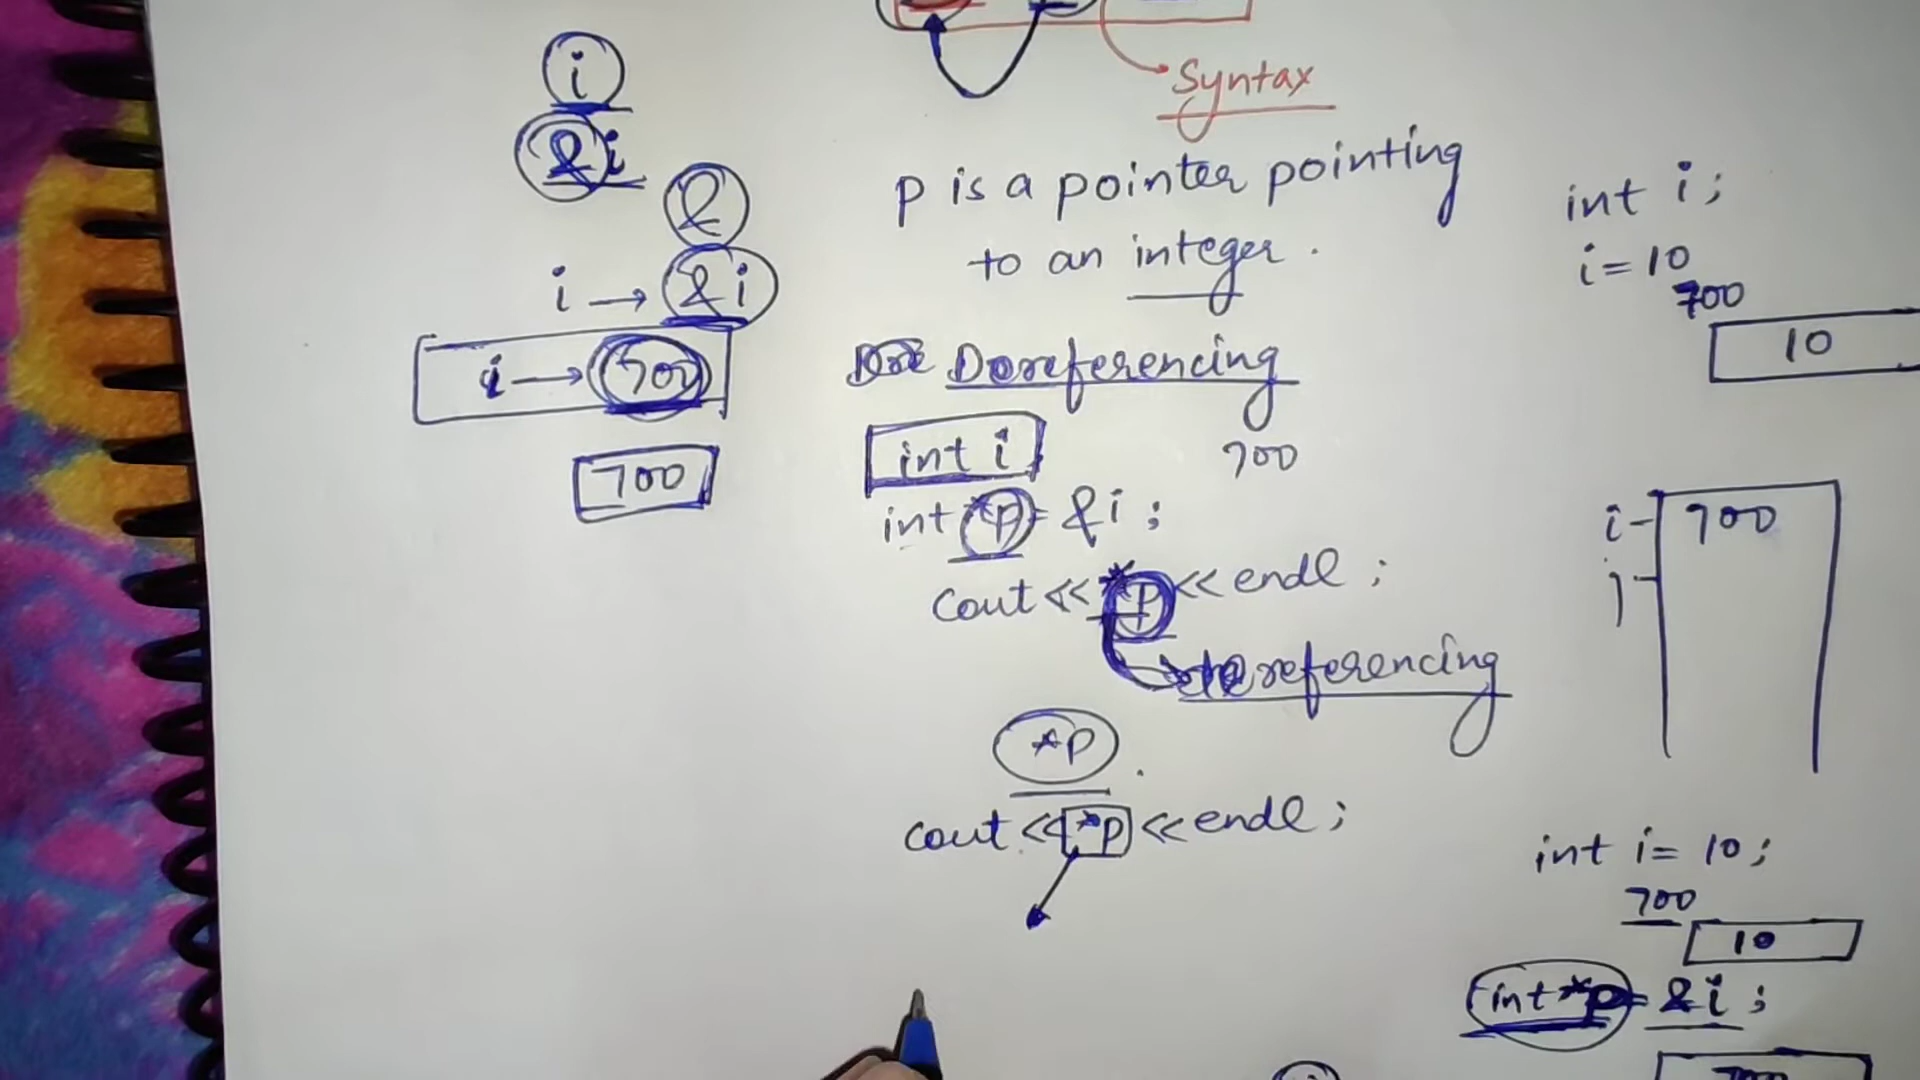 i
&i
&
i → &i
i → 700
700
Syntax
p is a pointer pointing
to an integer.
Dereferencing
int i
700
int *p = &i ;
cout << *p << endl ;
dereferencing
*p
cout << *p << endl ;
int i ;
i = 10
700
10
i - 700
j -
int i = 10 ;
700
10
int *p = &i ;